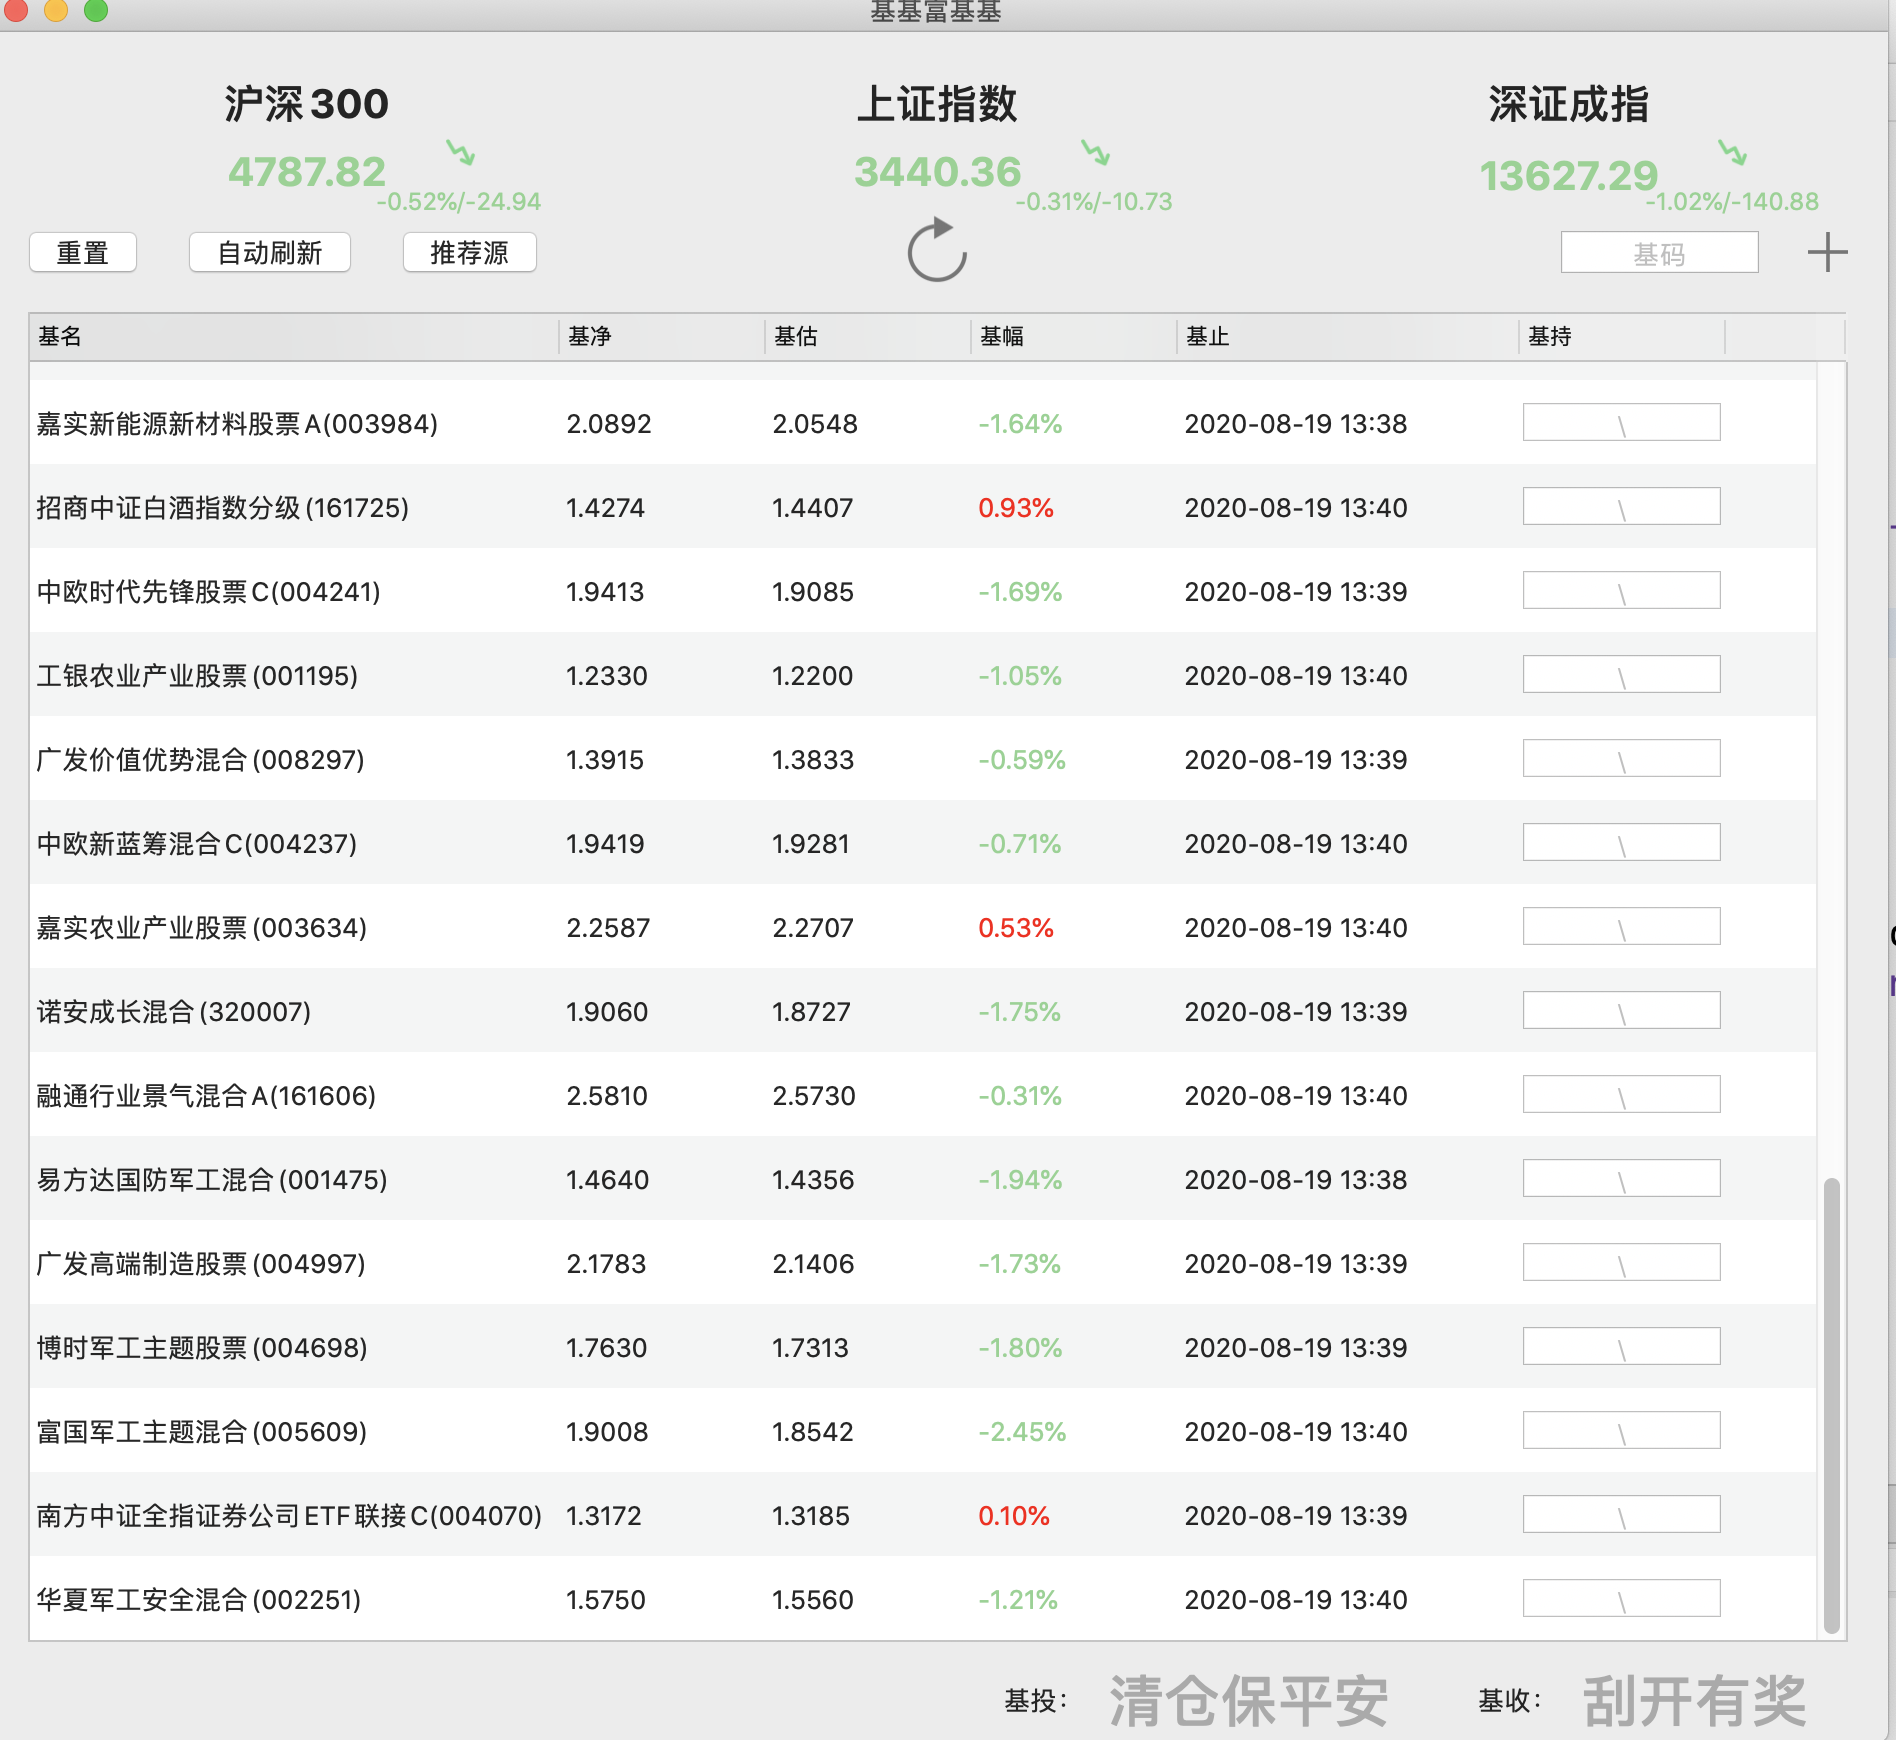 基基富基基
沪深300 上证指数 深证成指
4787.82 3440.36 13627.29
-0.52%/-24.94 -0.31%/-10.73 -1.02%/-140.88
重置 自动刷新 推荐源 基码
基名 基净 基估 基幅 基止 基持
嘉实新能源新材料股票A(003984) 2.0892 2.0548 -1.64% 2020-08-19 13:38 \
招商中证白酒指数分级(161725) 1.4274 1.4407 0.93% 2020-08-19 13:40 \
中欧时代先锋股票C(004241) 1.9413 1.9085 -1.69% 2020-08-19 13:39 \
工银农业产业股票(001195) 1.2330 1.2200 -1.05% 2020-08-19 13:40 \
广发价值优势混合(008297) 1.3915 1.3833 -0.59% 2020-08-19 13:39 \
中欧新蓝筹混合C(004237) 1.9419 1.9281 -0.71% 2020-08-19 13:40 \
嘉实农业产业股票(003634) 2.2587 2.2707 0.53% 2020-08-19 13:40 \
诺安成长混合(320007) 1.9060 1.8727 -1.75% 2020-08-19 13:39 \
融通行业景气混合A(161606) 2.5810 2.5730 -0.31% 2020-08-19 13:40 \
易方达国防军工混合(001475) 1.4640 1.4356 -1.94% 2020-08-19 13:38 \
广发高端制造股票(004997) 2.1783 2.1406 -1.73% 2020-08-19 13:39 \
博时军工主题股票(004698) 1.7630 1.7313 -1.80% 2020-08-19 13:39 \
富国军工主题混合(005609) 1.9008 1.8542 -2.45% 2020-08-19 13:40 \
南方中证全指证券公司ETF联接C(004070) 1.3172 1.3185 0.10% 2020-08-19 13:39 \
华夏军工安全混合(002251) 1.5750 1.5560 -1.21% 2020-08-19 13:40 \
基投： 清仓保平安 基收： 刮开有奖